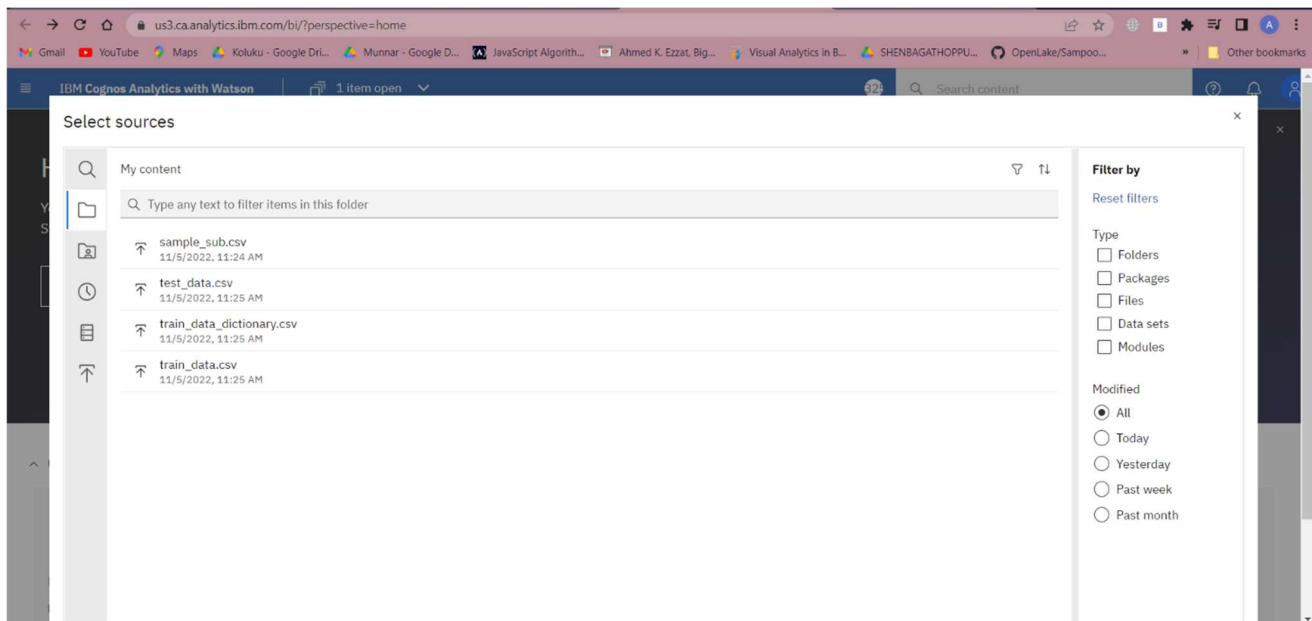 us3.ca.analytics.ibm.com/bi/?perspective=home
A
Gmail YouTube Maps Koluku - Google Dri... Munnar - Google D... JavaScript Algorith... Ahmed K. Ezzat, Big... Visual Analytics in B... SHENBAGATHOPPU... OpenLake/Sampoo... » Other bookmarks
IBM Cognos Analytics with Watson 1 item open Search content
Select sources
My content
Type any text to filter items in this folder
sample_sub.csv
11/5/2022, 11:24 AM
test_data.csv
11/5/2022, 11:25 AM
train_data_dictionary.csv
11/5/2022, 11:25 AM
train_data.csv
11/5/2022, 11:25 AM
Filter by
Reset filters
Type
Folders
Packages
Files
Data sets
Modules
Modified
All
Today
Yesterday
Past week
Past month